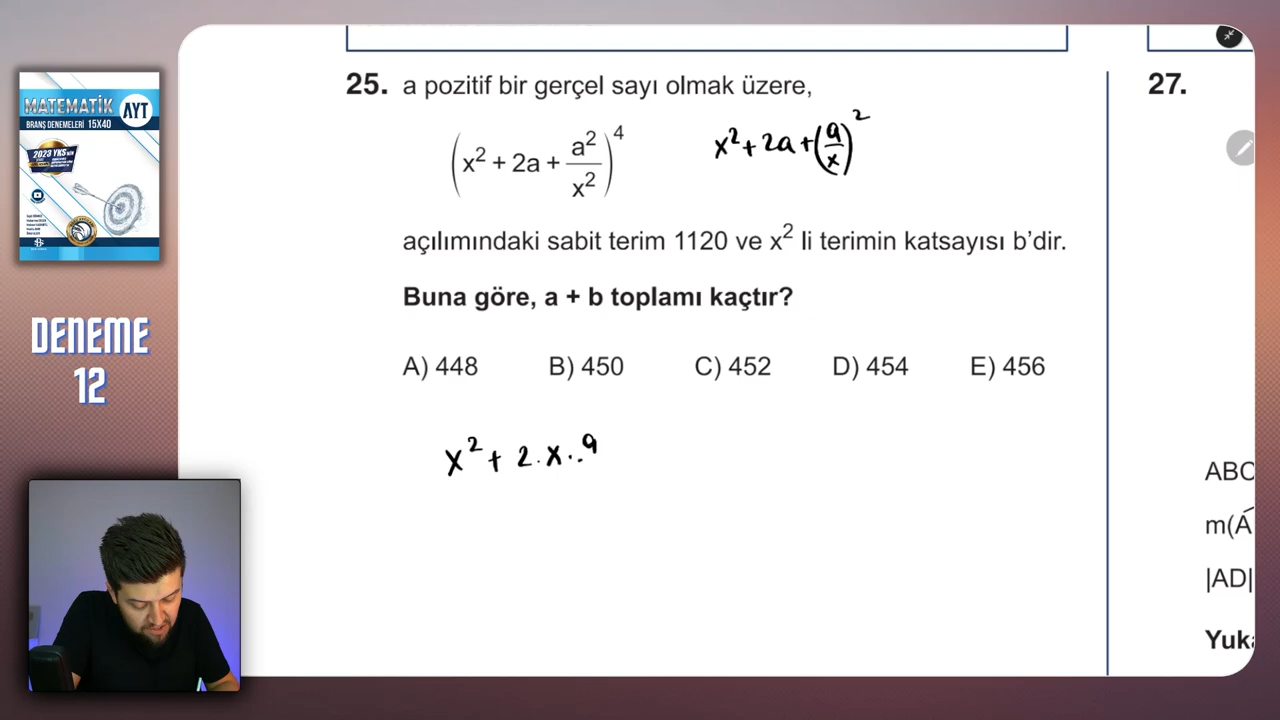 MATEMATİK AYT
BRANŞ DENEMELERİ 15X40
2023 YKS'NİN
DENEME
12
25. a pozitif bir gerçel sayı olmak üzere,
(x² + 2a + a²/x²)⁴
x² + 2a + (a/x)²
açılımındaki sabit terim 1120 ve x² li terimin katsayısı b'dir.
Buna göre, a + b toplamı kaçtır?
A) 448 B) 450 C) 452 D) 454 E) 456
x² + 2.x..a
27.
ABC
m(A
|AD|
Yuka